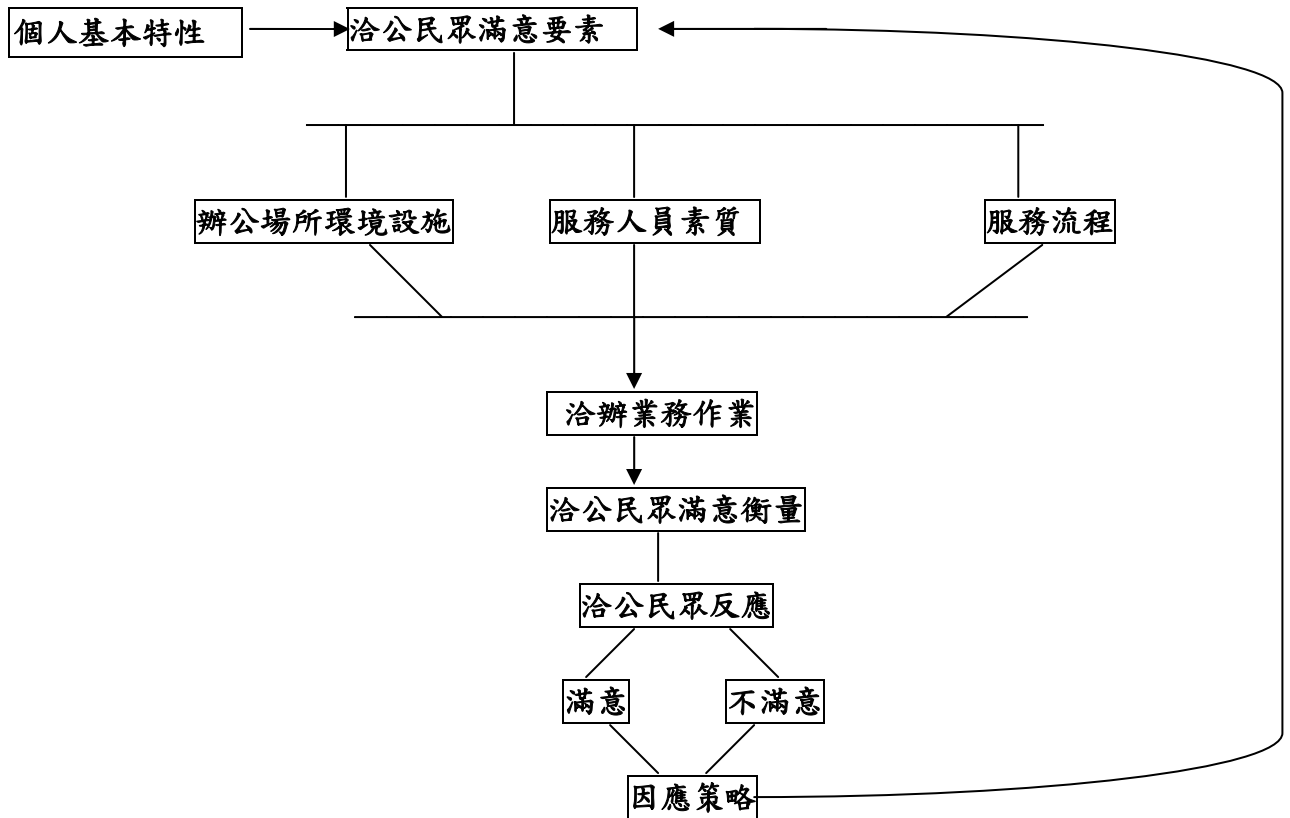 個人基本特性
洽公民眾滿意要素
辦公場所環境設施
服務人員素質
服務流程
洽辦業務作業
洽公民眾滿意衡量
洽公民眾反應
滿意
不滿意
因應策略